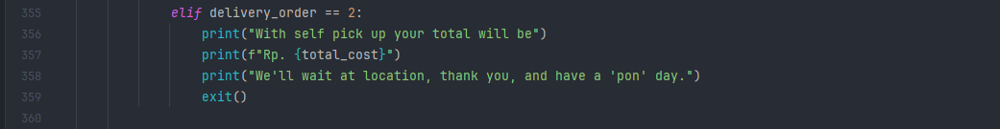 355 elif delivery_order == 2:
356 print("With self pick up your total will be")
357 print(f"Rp. {total_cost}")
358 print("We'll wait at location, thank you, and have a 'pon' day.")
359 exit()
360